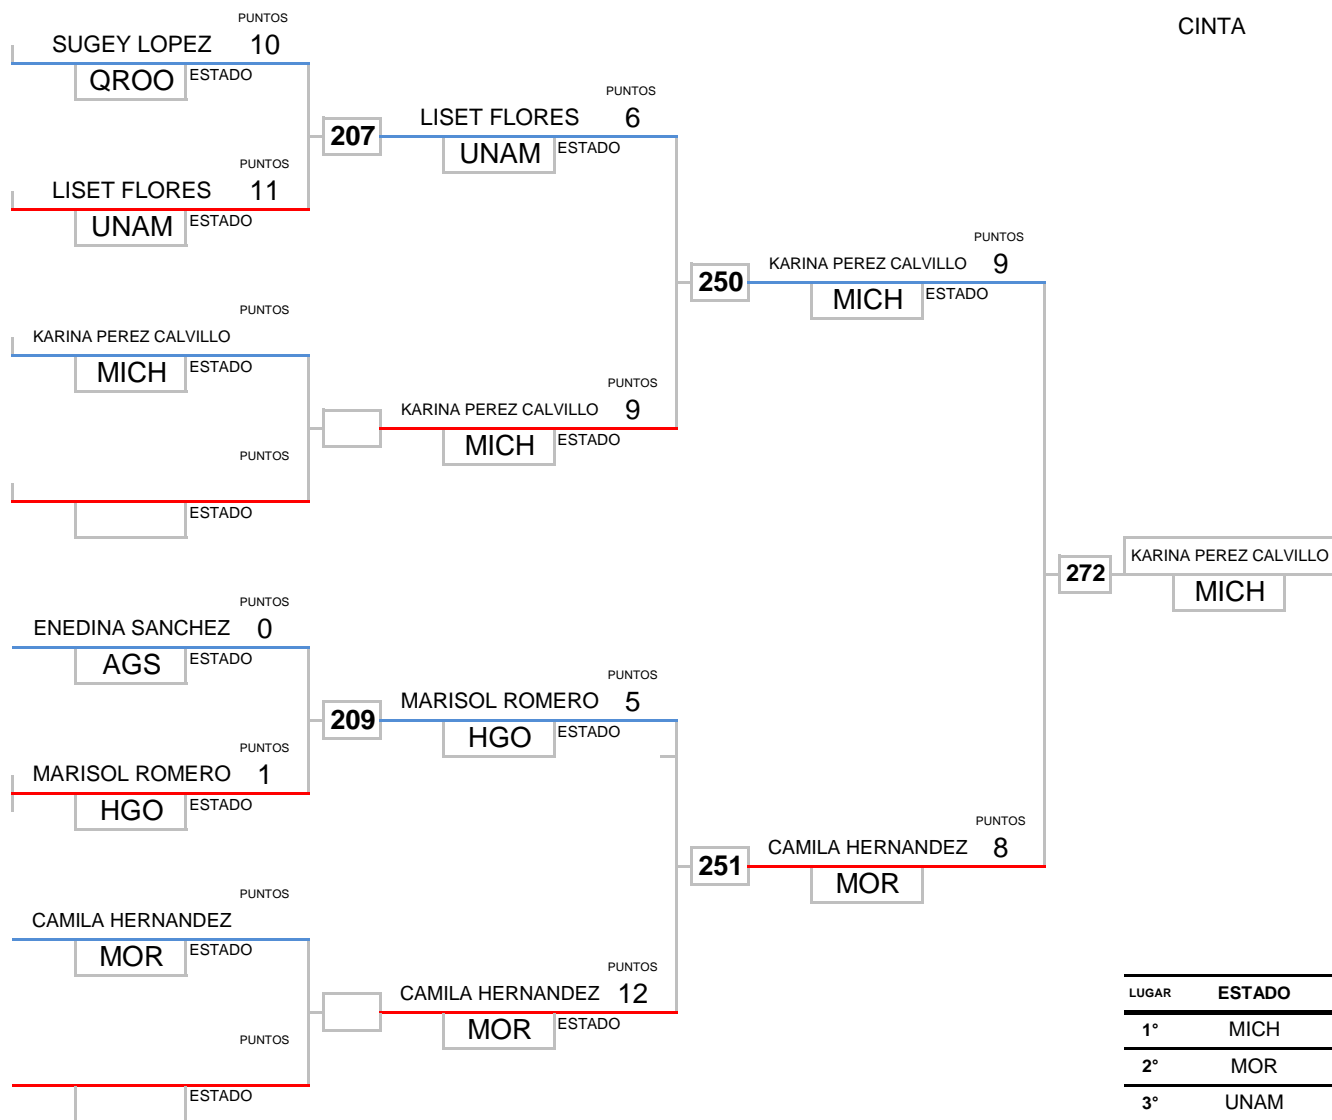 CINTA
PUNTOS
SUGEY LOPEZ 10
QROO ESTADO
PUNTOS
LISET FLORES 11
UNAM ESTADO
207
PUNTOS
LISET FLORES 6
UNAM ESTADO
PUNTOS
KARINA PEREZ CALVILLO
MICH ESTADO
PUNTOS
ESTADO
PUNTOS
KARINA PEREZ CALVILLO 9
MICH ESTADO
250
PUNTOS
KARINA PEREZ CALVILLO 9
MICH ESTADO
PUNTOS
ENEDINA SANCHEZ 0
AGS ESTADO
PUNTOS
MARISOL ROMERO 1
HGO ESTADO
209
PUNTOS
MARISOL ROMERO 5
HGO ESTADO
PUNTOS
CAMILA HERNANDEZ
MOR ESTADO
PUNTOS
ESTADO
PUNTOS
CAMILA HERNANDEZ 12
MOR ESTADO
251
PUNTOS
CAMILA HERNANDEZ 8
MOR
272
KARINA PEREZ CALVILLO
MICH
LUGAR ESTADO
1° MICH
2° MOR
3° UNAM